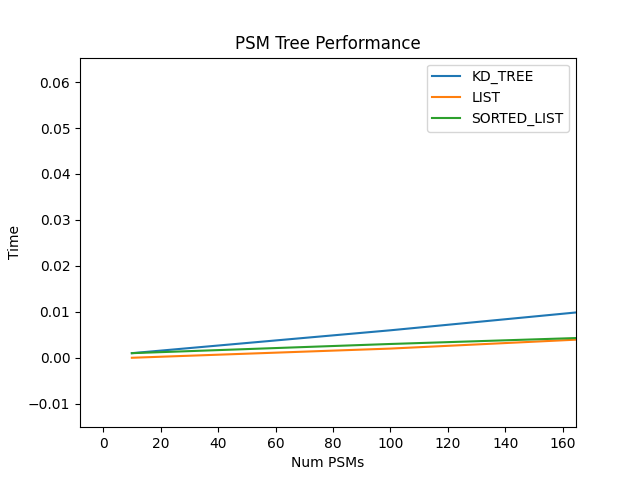 PSM Tree Performance
KD_TREE
LIST
SORTED_LIST
0.06
0.05
0.04
0.03
0.02
0.01
0.00
−0.01
Time
0 20 40 60 80 100 120 140 160
Num PSMs